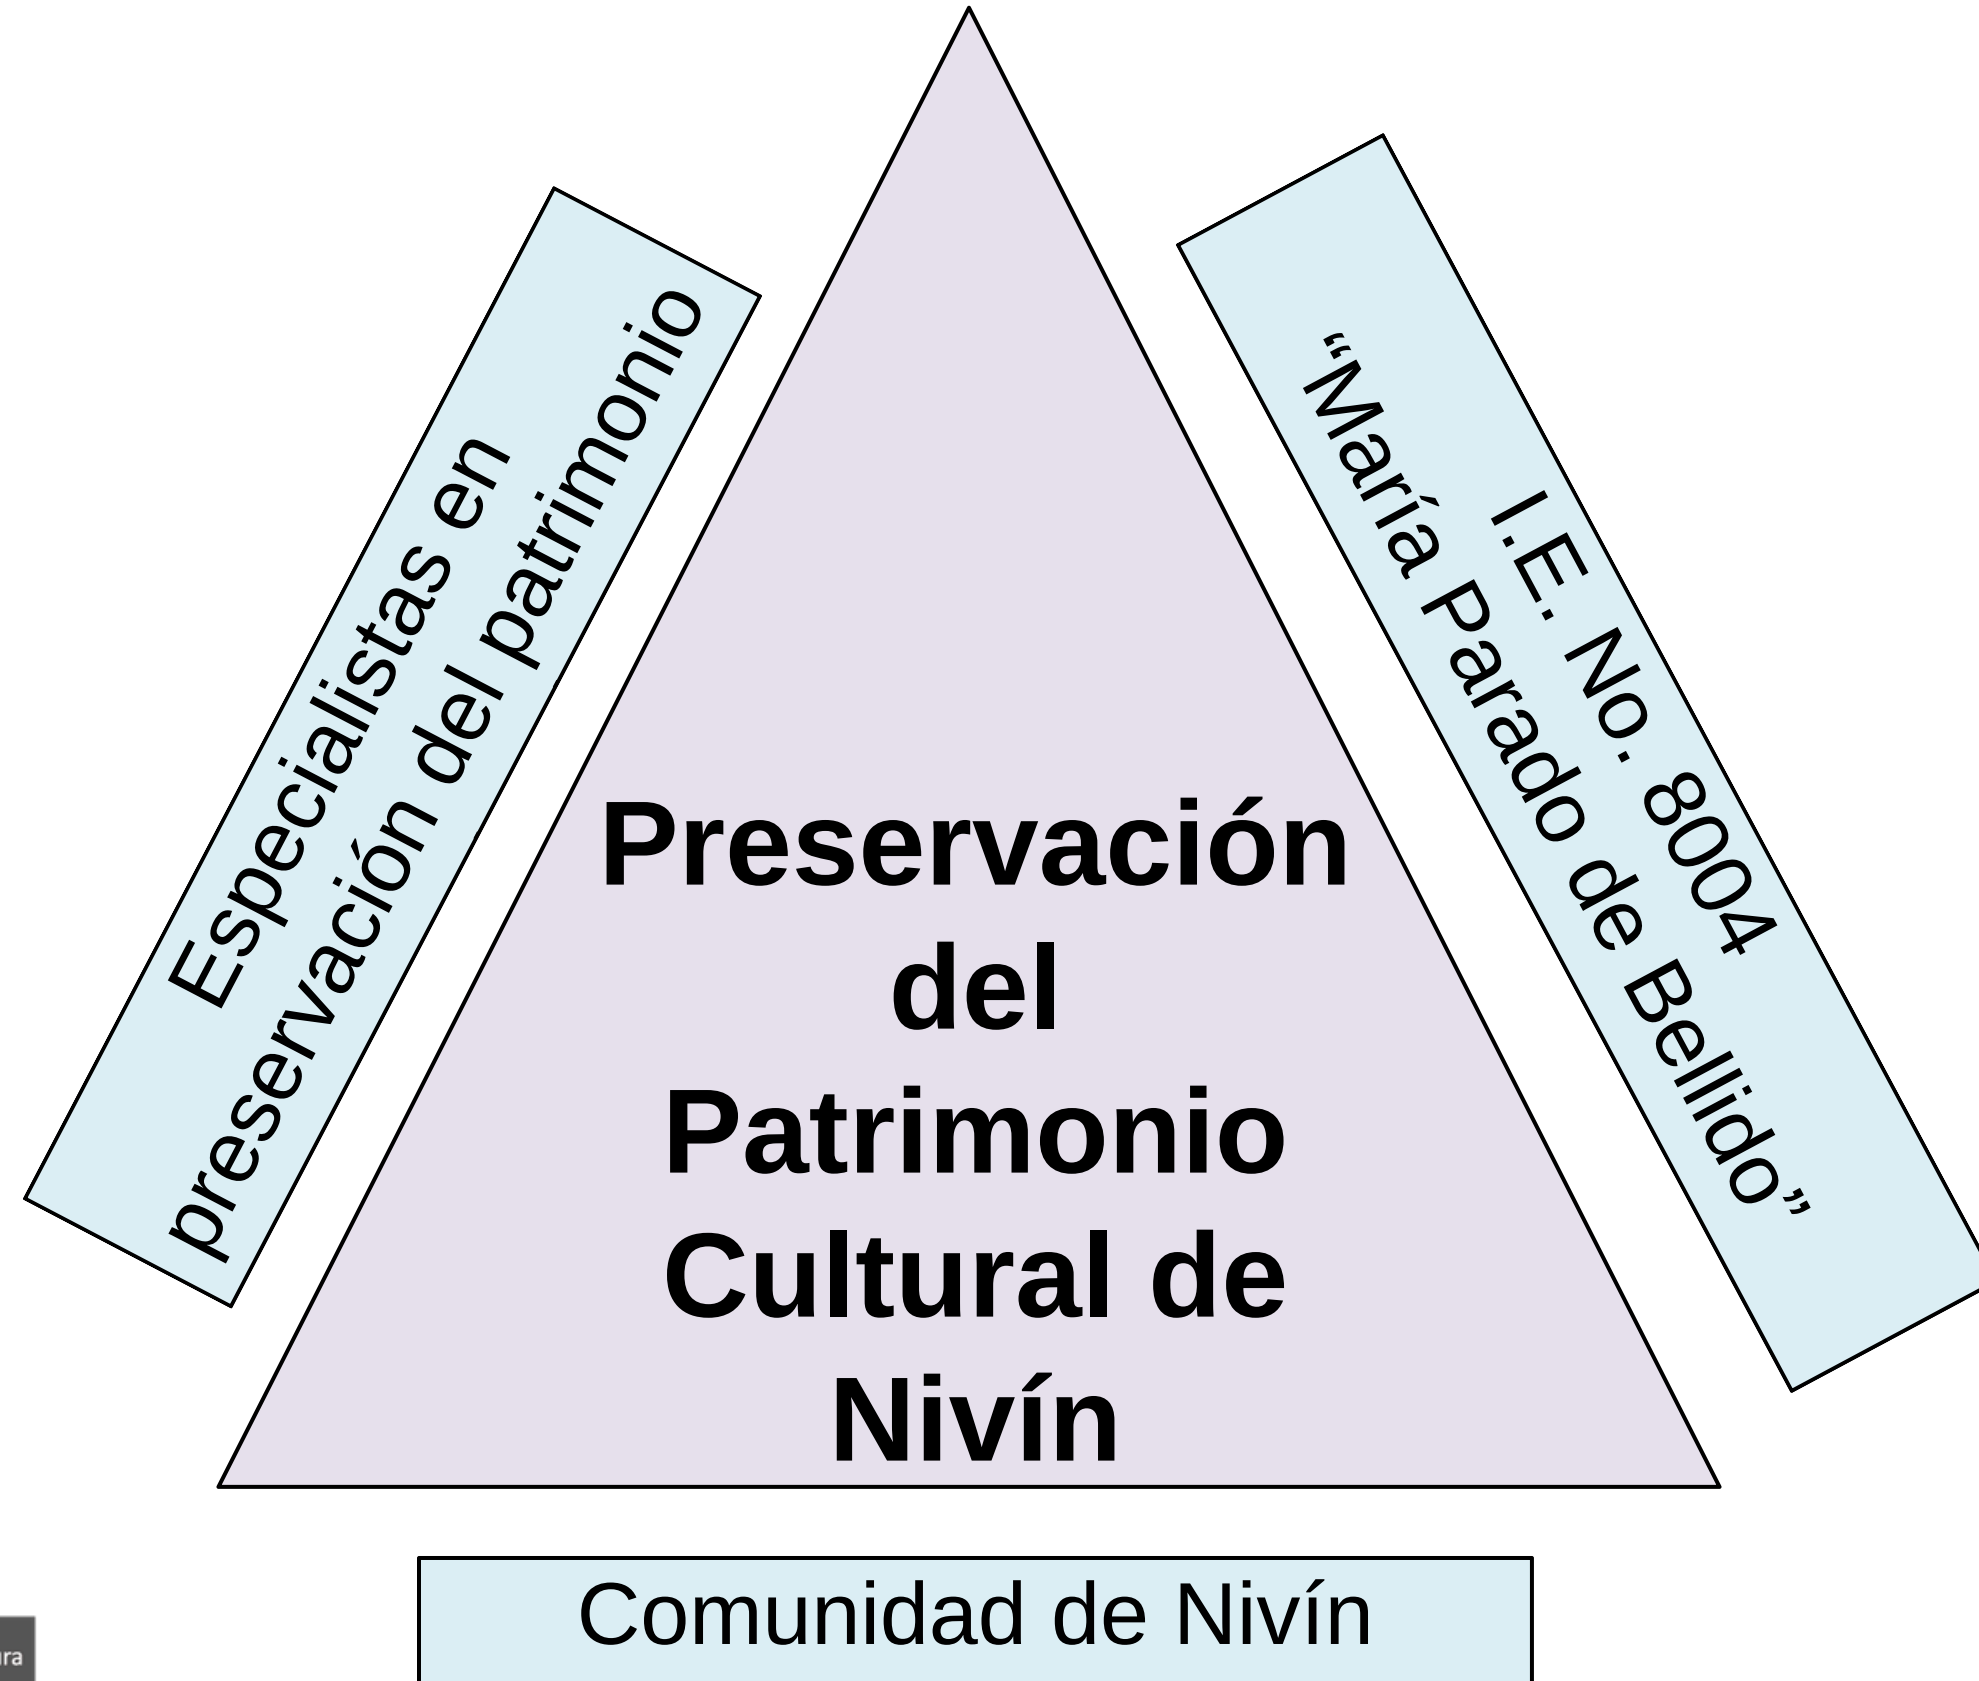 Especialistas en
preservación del patrimonio
I.E. No. 8004
“María Parado de Bellido”
Preservación
del
Patrimonio
Cultural de
Nivín
Comunidad de Nivín